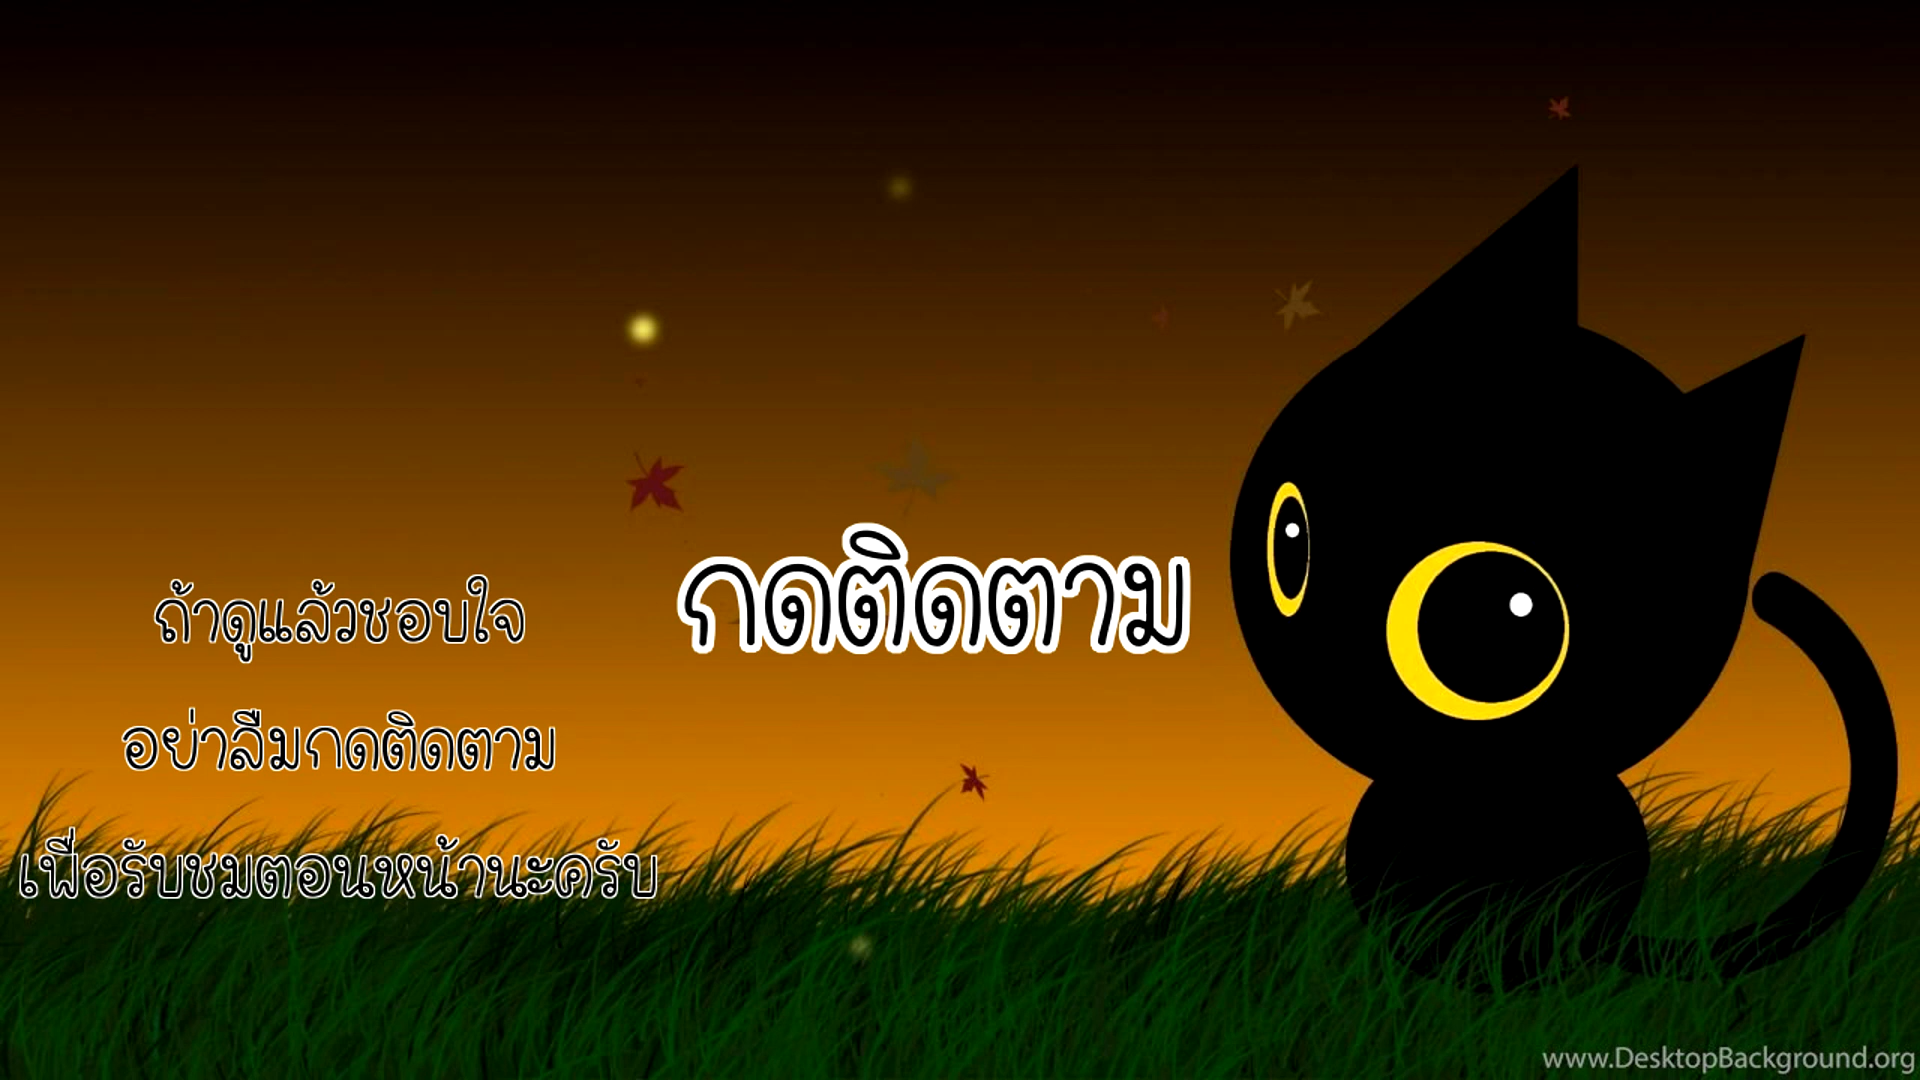 กดติดตาม
ถ้าดูแล้วชอบใจ
อย่าลืมกดติดตาม
เพื่อรับชมตอนหน้านะครับ
www.DesktopBackground.org